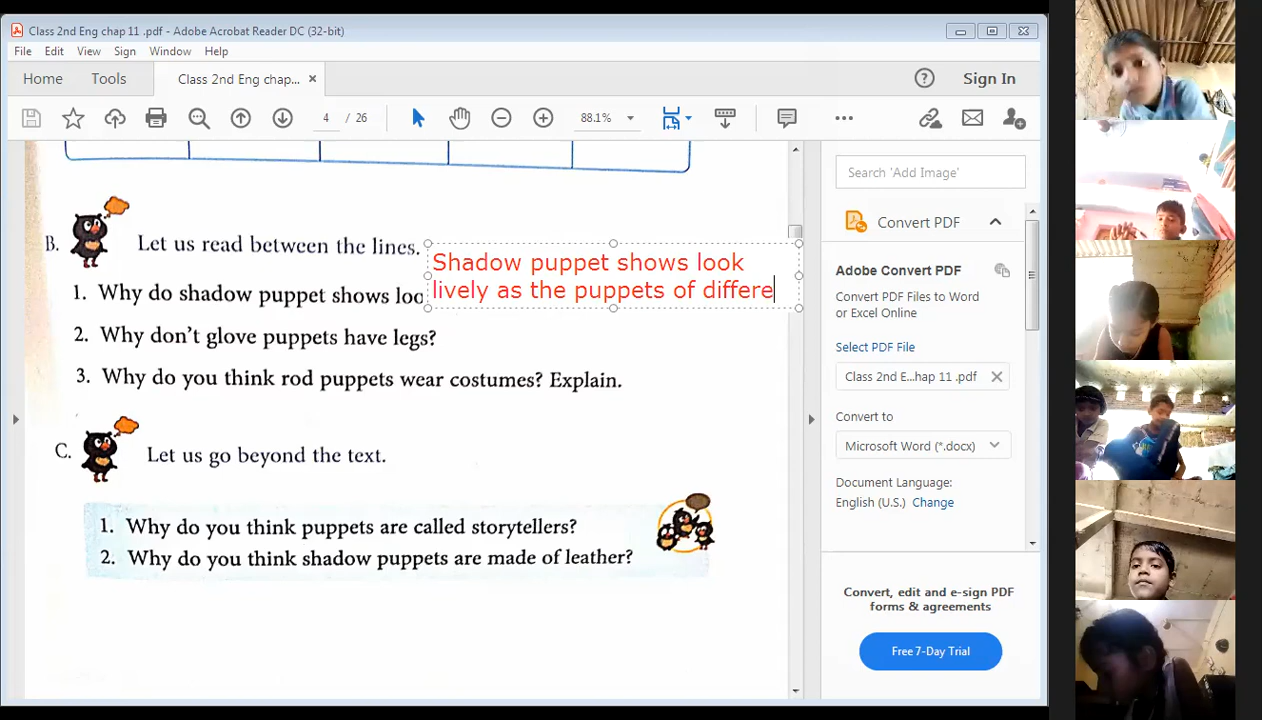 Class 2nd Eng chap 11 .pdf - Adobe Acrobat Reader DC (32-bit)
File Edit View Sign Window Help
Home Tools Class 2nd Eng chap... × Sign In
4 / 26 88.1%
Search 'Add Image'
Convert PDF
Adobe Convert PDF
Convert PDF Files to Word
or Excel Online
Select PDF File
Class 2nd E...hap 11 .pdf
Convert to
Microsoft Word (*.docx)
Document Language:
English (U.S.) Change
Convert, edit and e-sign PDF
forms & agreements
Free 7-Day Trial
B. Let us read between the lines.
Shadow puppet shows look
lively as the puppets of differe
1. Why do shadow puppet shows loo
2. Why don't glove puppets have legs?
3. Why do you think rod puppets wear costumes? Explain.
C. Let us go beyond the text.
1. Why do you think puppets are called storytellers?
2. Why do you think shadow puppets are made of leather?